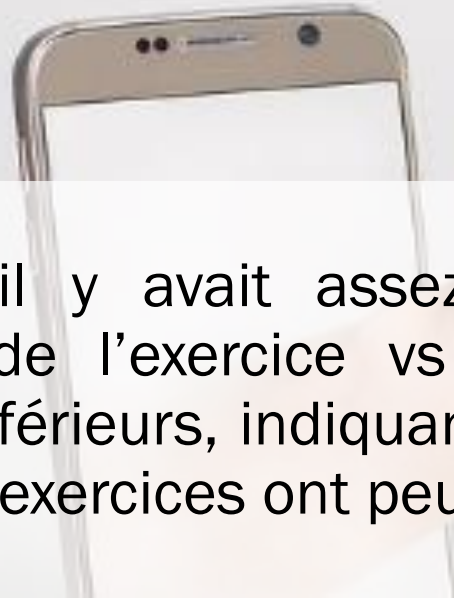 il y avait assez
de l’exercice vs
férieurs, indiquan
exercices ont peu